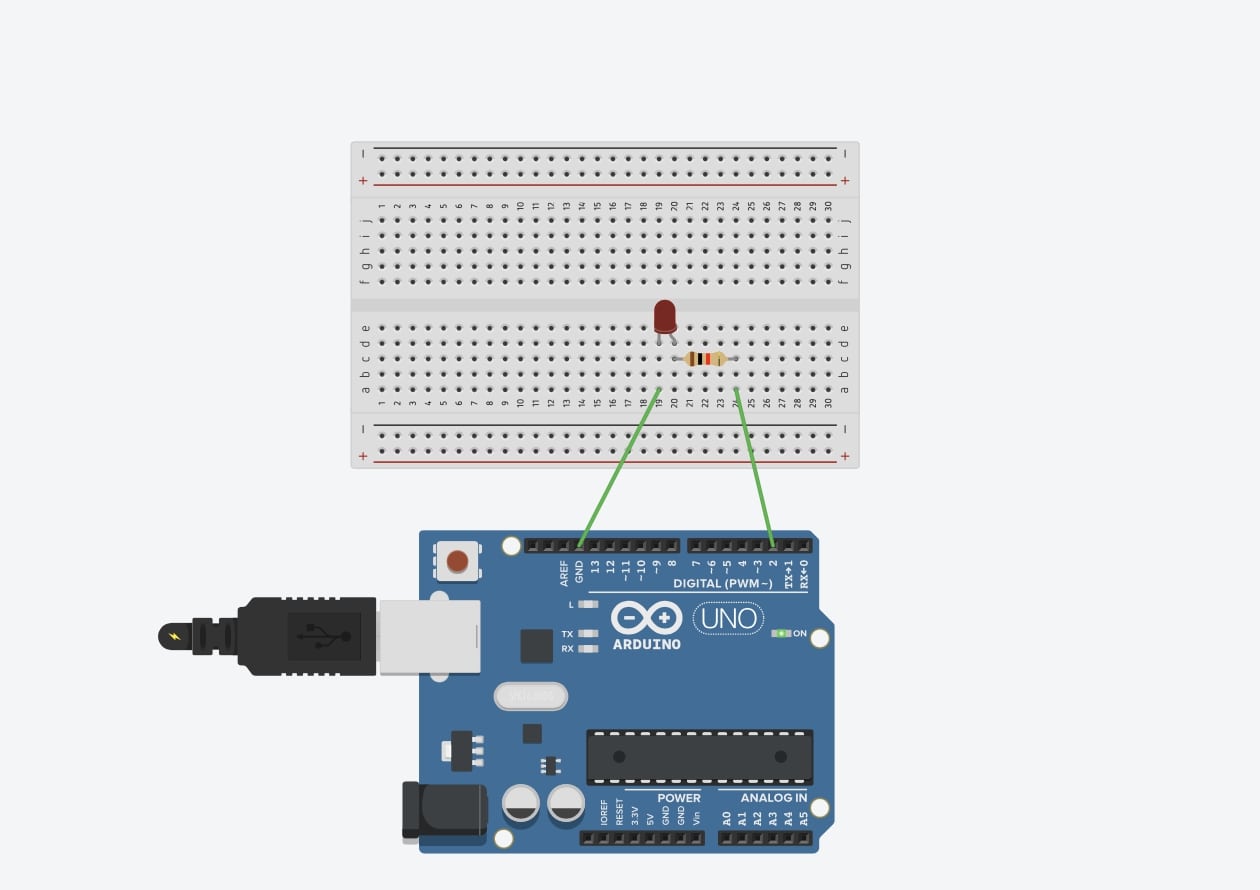 − −
+ +
1 2 3 4 5 6 7 8 9 10 11 12 13 14 15 16 17 18 19 20 21 22 23 24 25 26 27 28 29 30
j j
i i
h h
g g
f f
e e
d d
c c
b b
a a
1 2 3 4 5 6 7 8 9 10 11 12 13 14 15 16 17 18 19 20 21 22 23 24 25 26 27 28 29 30
− −
+ +
AREF GND 13 12 ~11 ~10 ~9 8 7 ~6 ~5 4 ~3 2 TX→1 RX←0
DIGITAL (PWM~)
L
UNO
TX
RX
ON
ARDUINO
POWER ANALOG IN
IOREF RESET 3.3V 5V GND GND Vin A0 A1 A2 A3 A4 A5